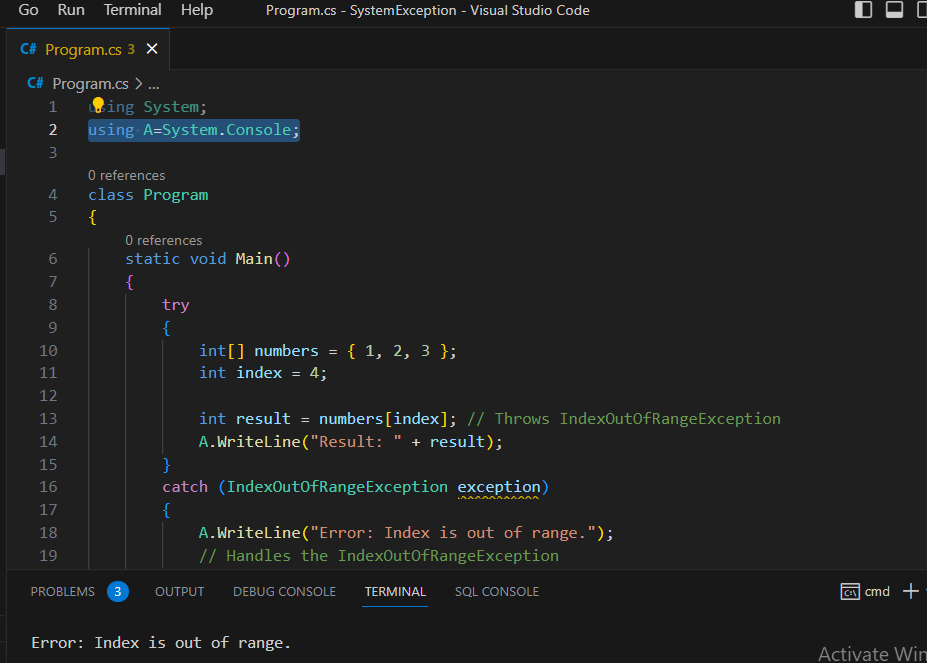 Go Run Terminal Help Program.cs - SystemException - Visual Studio Code
C# Program.cs 3
C# Program.cs > ...
1 using System;
2 using A=System.Console;
3
0 references
4 class Program
5 {
0 references
6 static void Main()
7 {
8 try
9 {
10 int[] numbers = { 1, 2, 3 };
11 int index = 4;
12
13 int result = numbers[index]; // Throws IndexOutOfRangeException
14 A.WriteLine("Result: " + result);
15 }
16 catch (IndexOutOfRangeException exception)
17 {
18 A.WriteLine("Error: Index is out of range.");
19 // Handles the IndexOutOfRangeException
PROBLEMS 3 OUTPUT DEBUG CONSOLE TERMINAL SQL CONSOLE cmd
Error: Index is out of range.
Activate Win